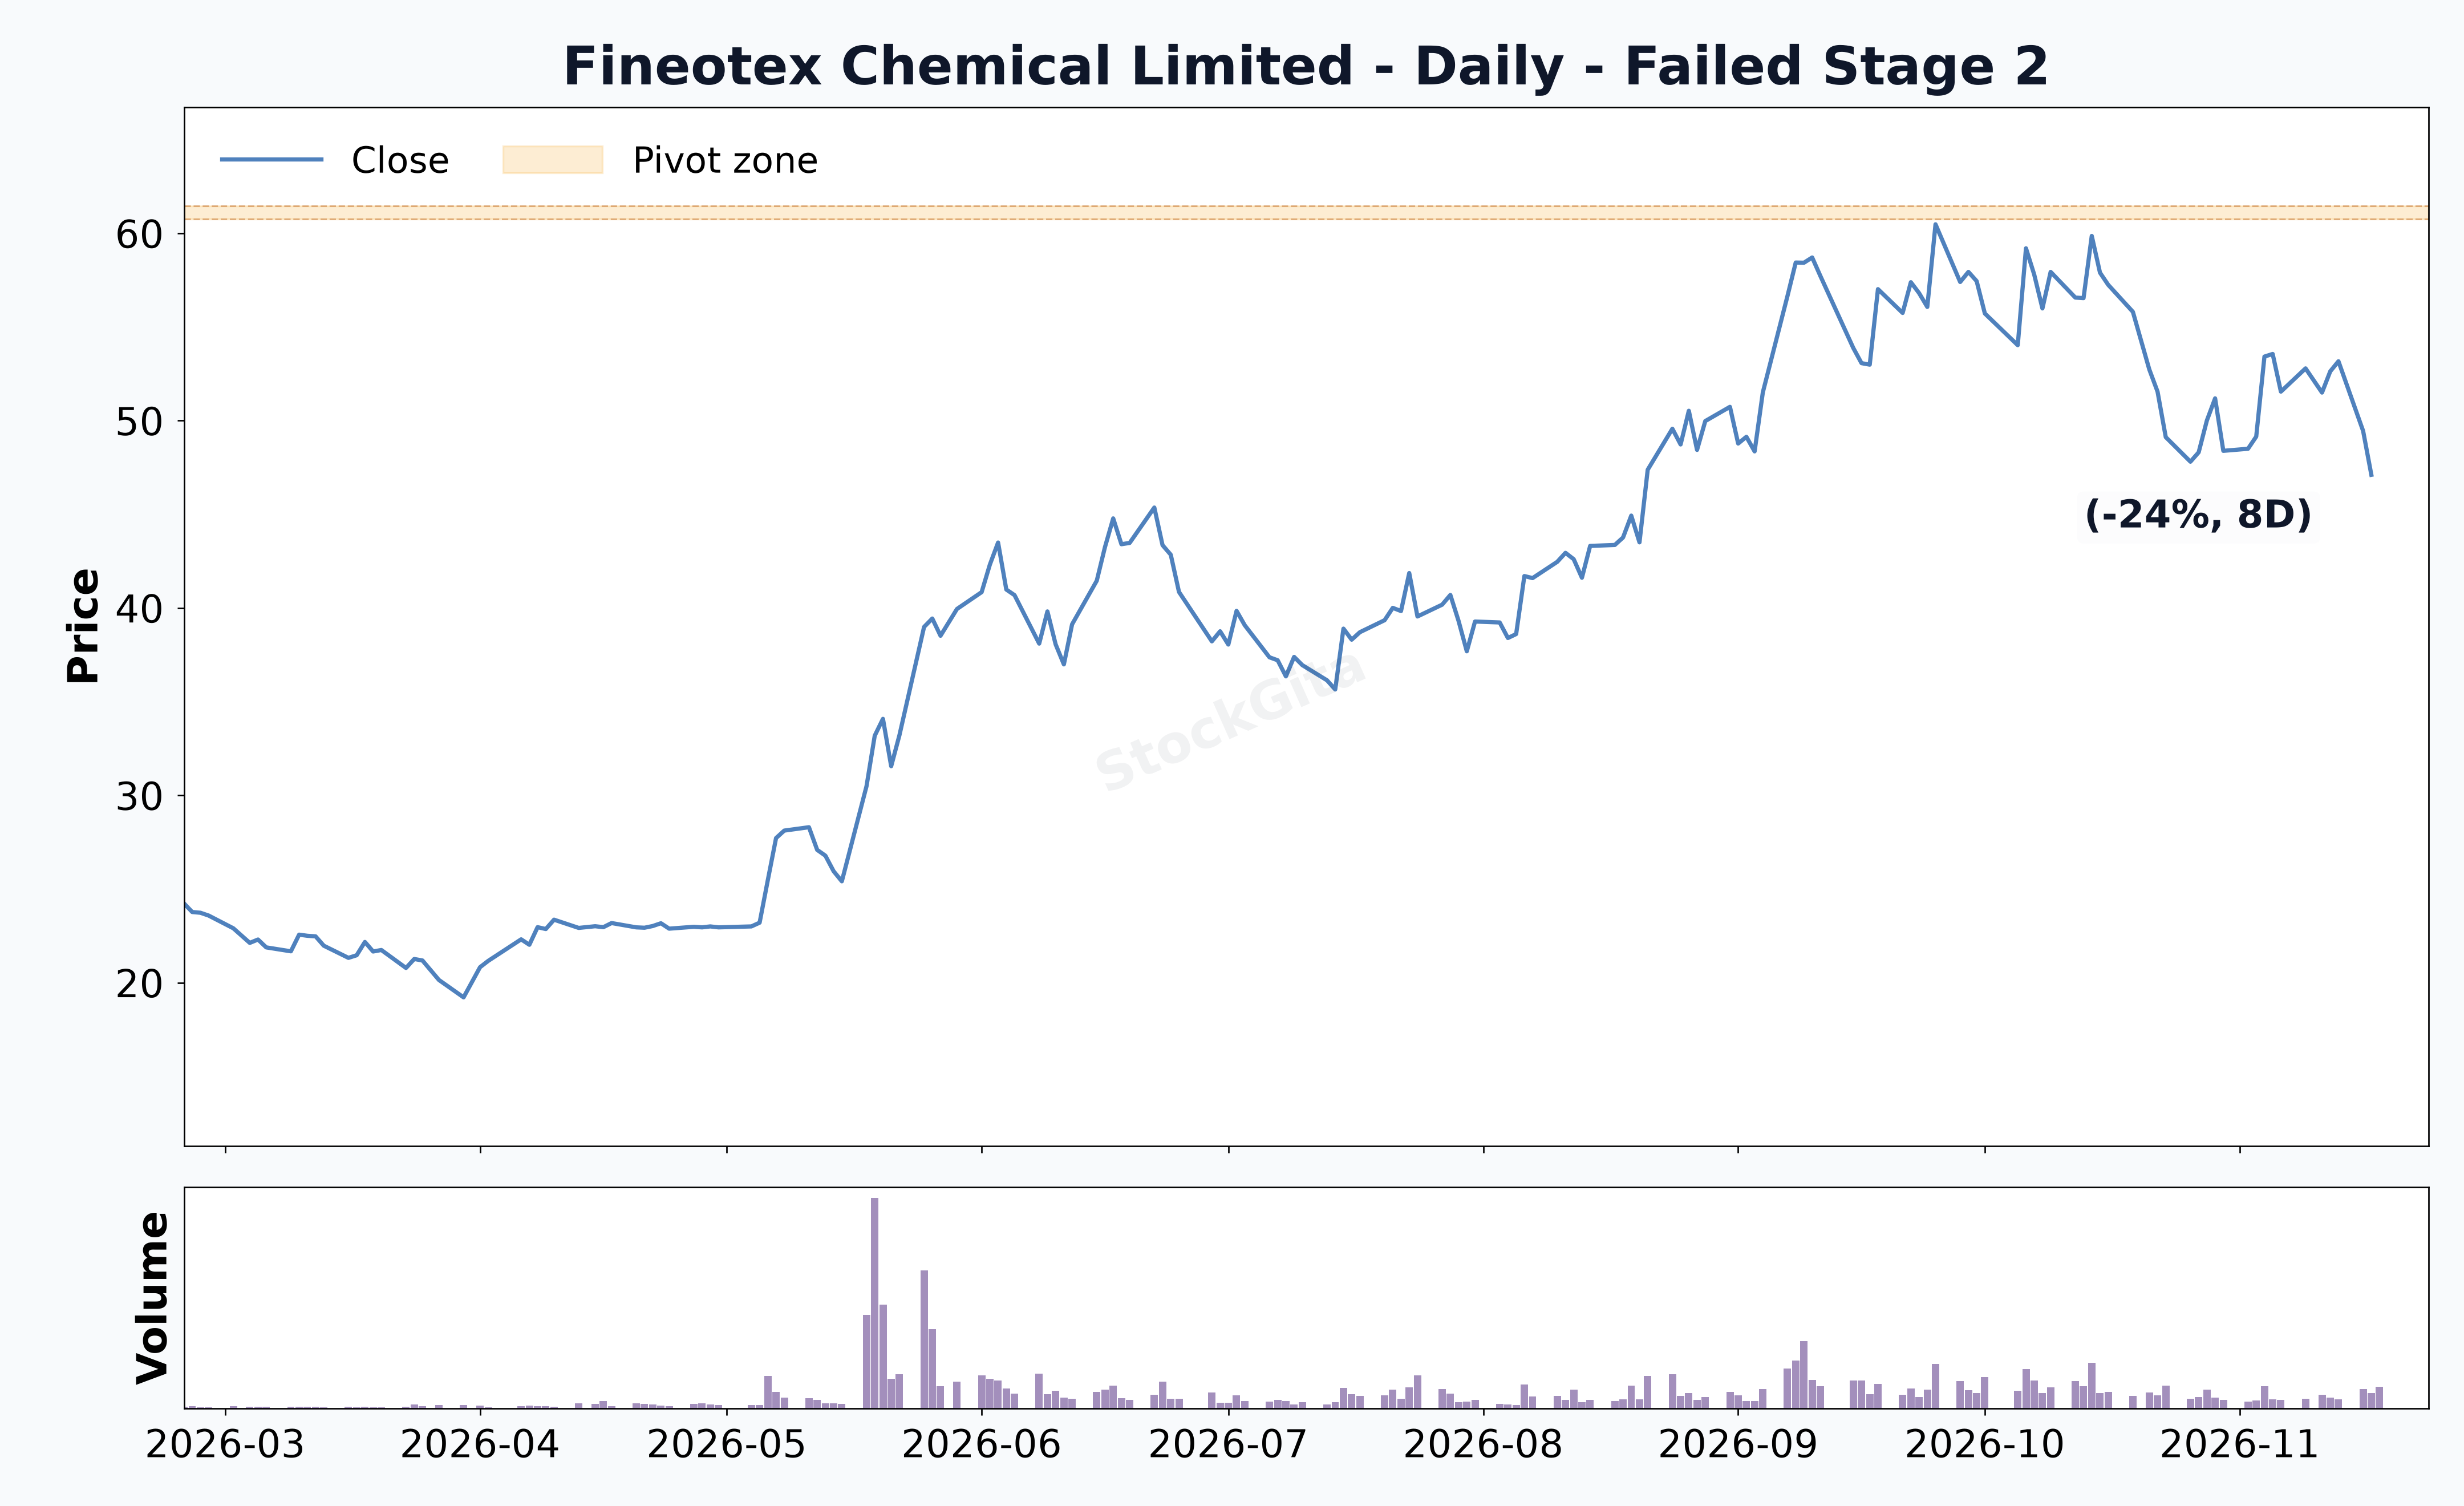 Fineotex Chemical Limited - Daily - Failed Stage 2
Close
Pivot zone
60
50
40
30
20
Price
(-24%, 8D)
StockGita
Volume
2026-03
2026-04
2026-05
2026-06
2026-07
2026-08
2026-09
2026-10
2026-11